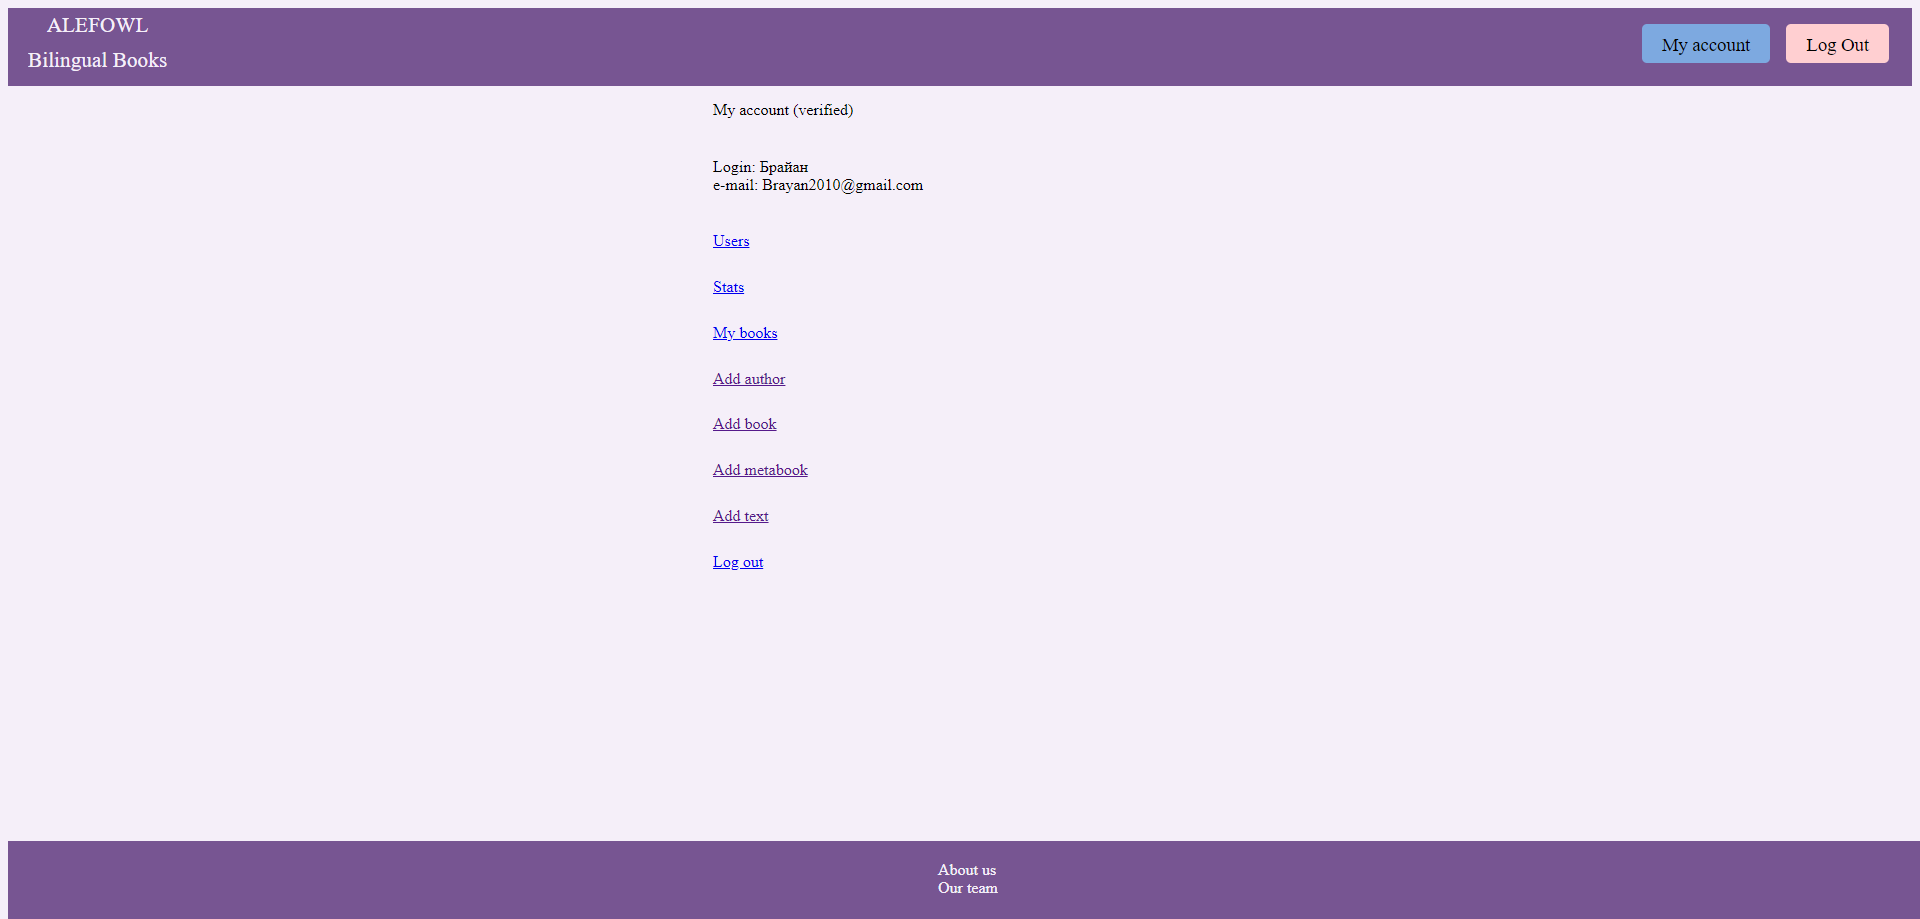 ALEFOWL
Bilingual Books
My account
Log Out
My account (verified)
Login: Брайан
e-mail: Brayan2010@gmail.com
Users
Stats
My books
Add author
Add book
Add metabook
Add text
Log out
About us
Our team